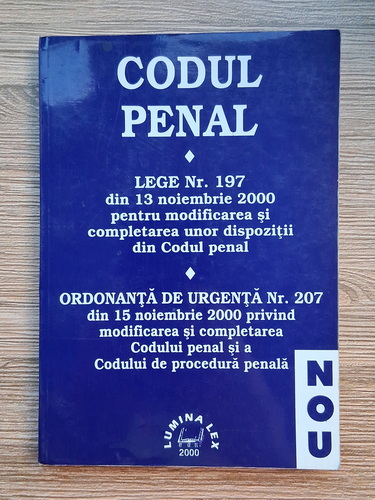 CODUL
PENAL
LEGE Nr. 197
din 13 noiembrie 2000
pentru modificarea şi
completarea unor dispoziţii
din Codul penal
ORDONANŢĂ DE URGENŢĂ Nr. 207
din 15 noiembrie 2000 privind
modificarea şi completarea
Codului penal şi a
Codului de procedură penală
NOU
LUMINA LEX
2000